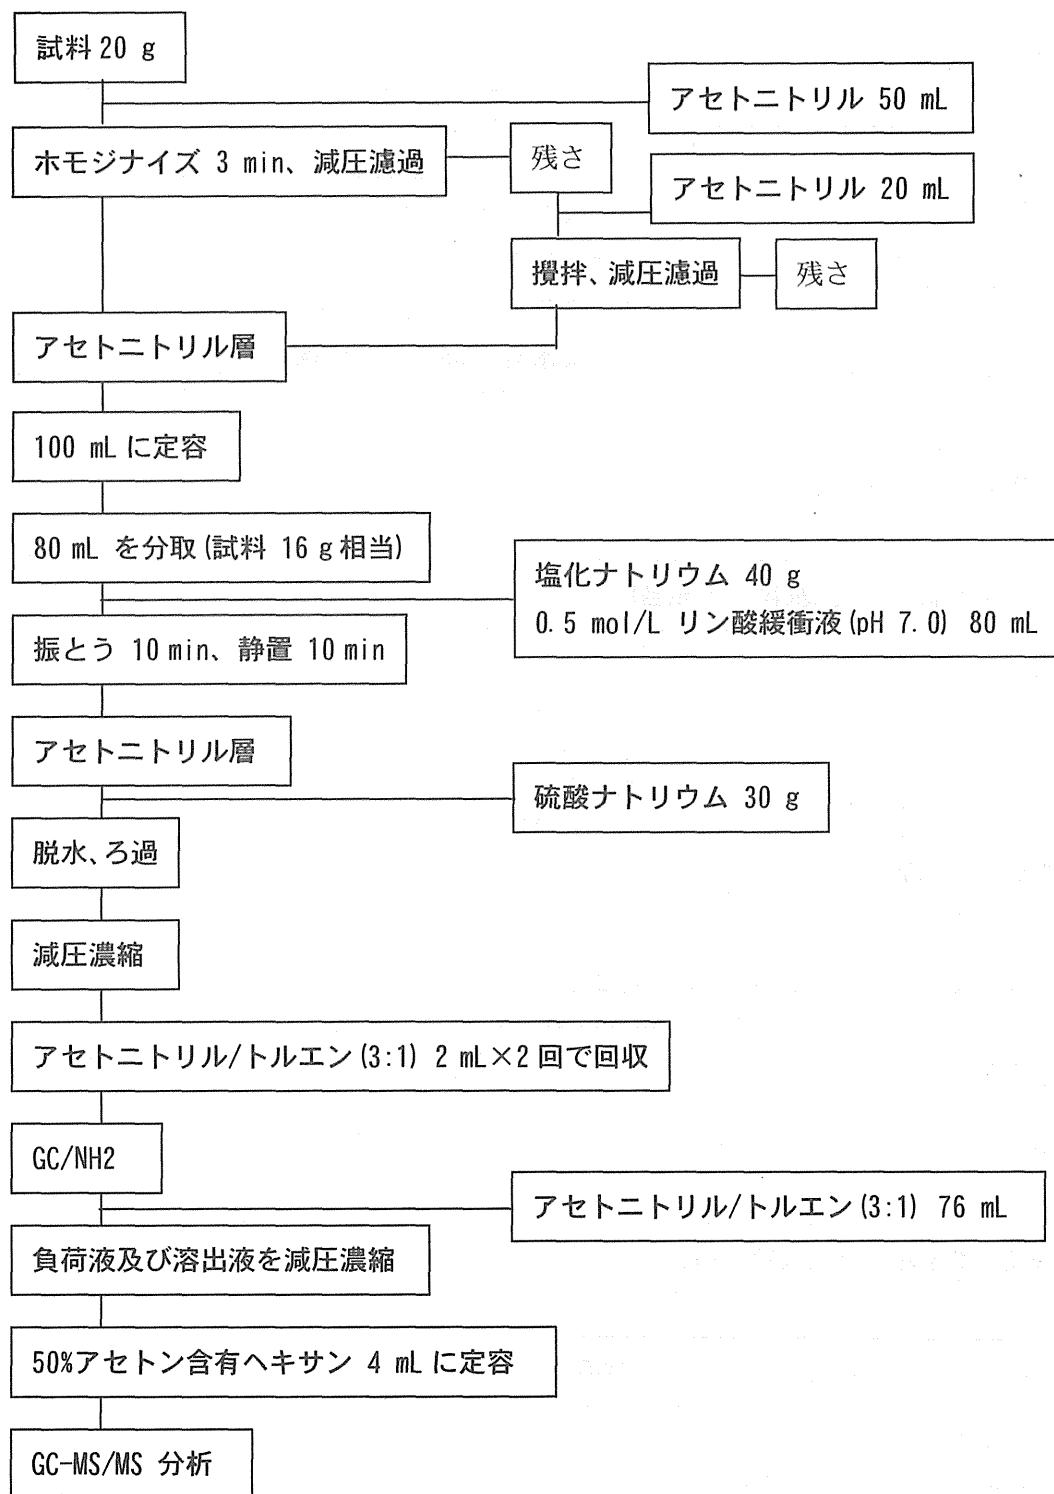 試料 20 g
アセトニトリル 50 mL
ホモジナイズ 3 min、減圧濾過
残さ
アセトニトリル 20 mL
攪拌、減圧濾過
残さ
アセトニトリル層
100 mL に定容
80 mL を分取(試料 16 g 相当)
塩化ナトリウム 40 g
0.5 mol/L リン酸緩衝液(pH 7.0) 80 mL
振とう 10 min、静置 10 min
アセトニトリル層
硫酸ナトリウム 30 g
脱水、ろ過
減圧濃縮
アセトニトリル/トルエン(3:1) 2 mL×2 回で回収
GC/NH2
アセトニトリル/トルエン(3:1) 76 mL
負荷液及び溶出液を減圧濃縮
50%アセトン含有ヘキサン 4 mL に定容
GC-MS/MS 分析